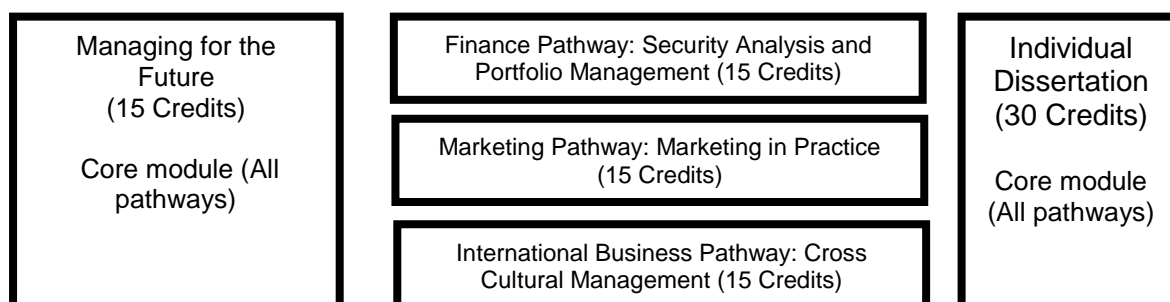 Managing for the
Future
(15 Credits)
Core module (All
pathways)
Finance Pathway: Security Analysis and
Portfolio Management (15 Credits)
Marketing Pathway: Marketing in Practice
(15 Credits)
International Business Pathway: Cross
Cultural Management (15 Credits)
Individual
Dissertation
(30 Credits)
Core module
(All pathways)